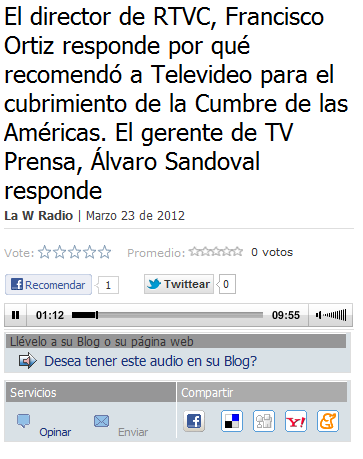 El director de RTVC, Francisco
Ortiz responde por qué
recomendó a Televideo para el
cubrimiento de la Cumbre de las
Américas. El gerente de TV
Prensa, Álvaro Sandoval
responde
La W Radio | Marzo 23 de 2012
Vote: Promedio: 0 votos
Recomendar 1 Twittear 0
01:12 09:55
Llévelo a su Blog o su página web
Desea tener este audio en su Blog?
Servicios Compartir
Opinar Enviar